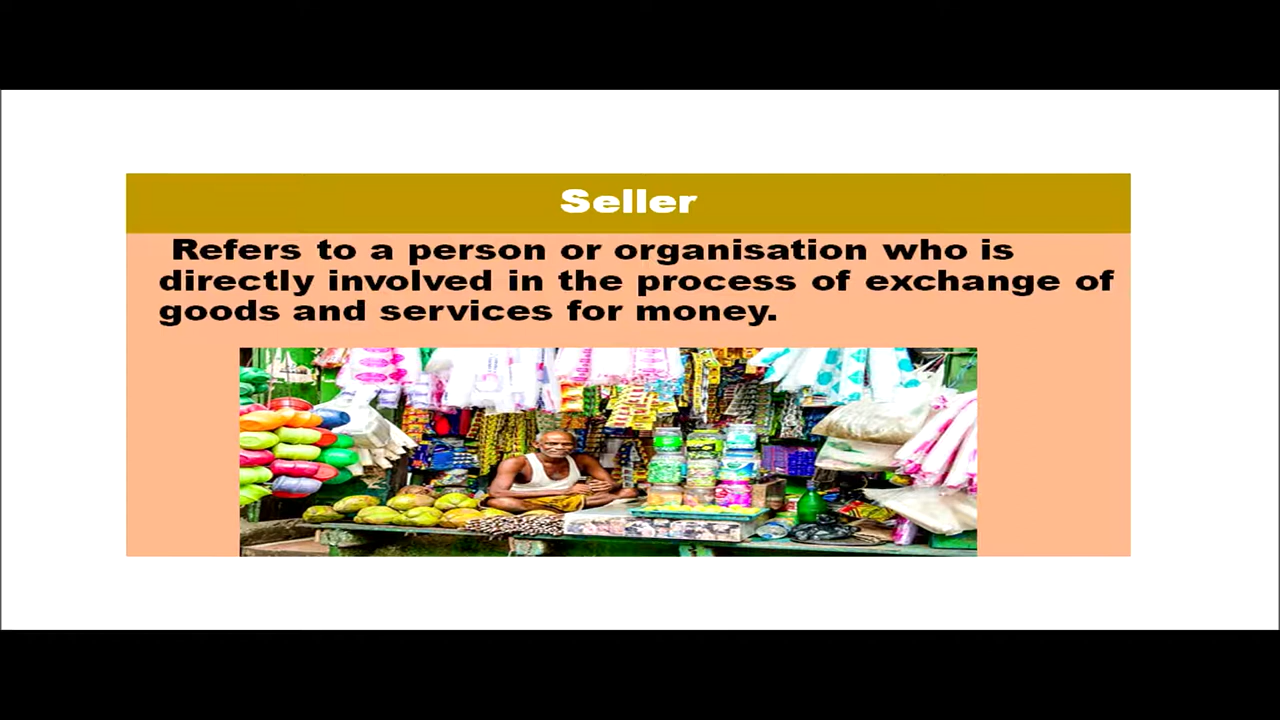 Seller
Refers to a person or organisation who is
directly involved in the process of exchange of
goods and services for money.